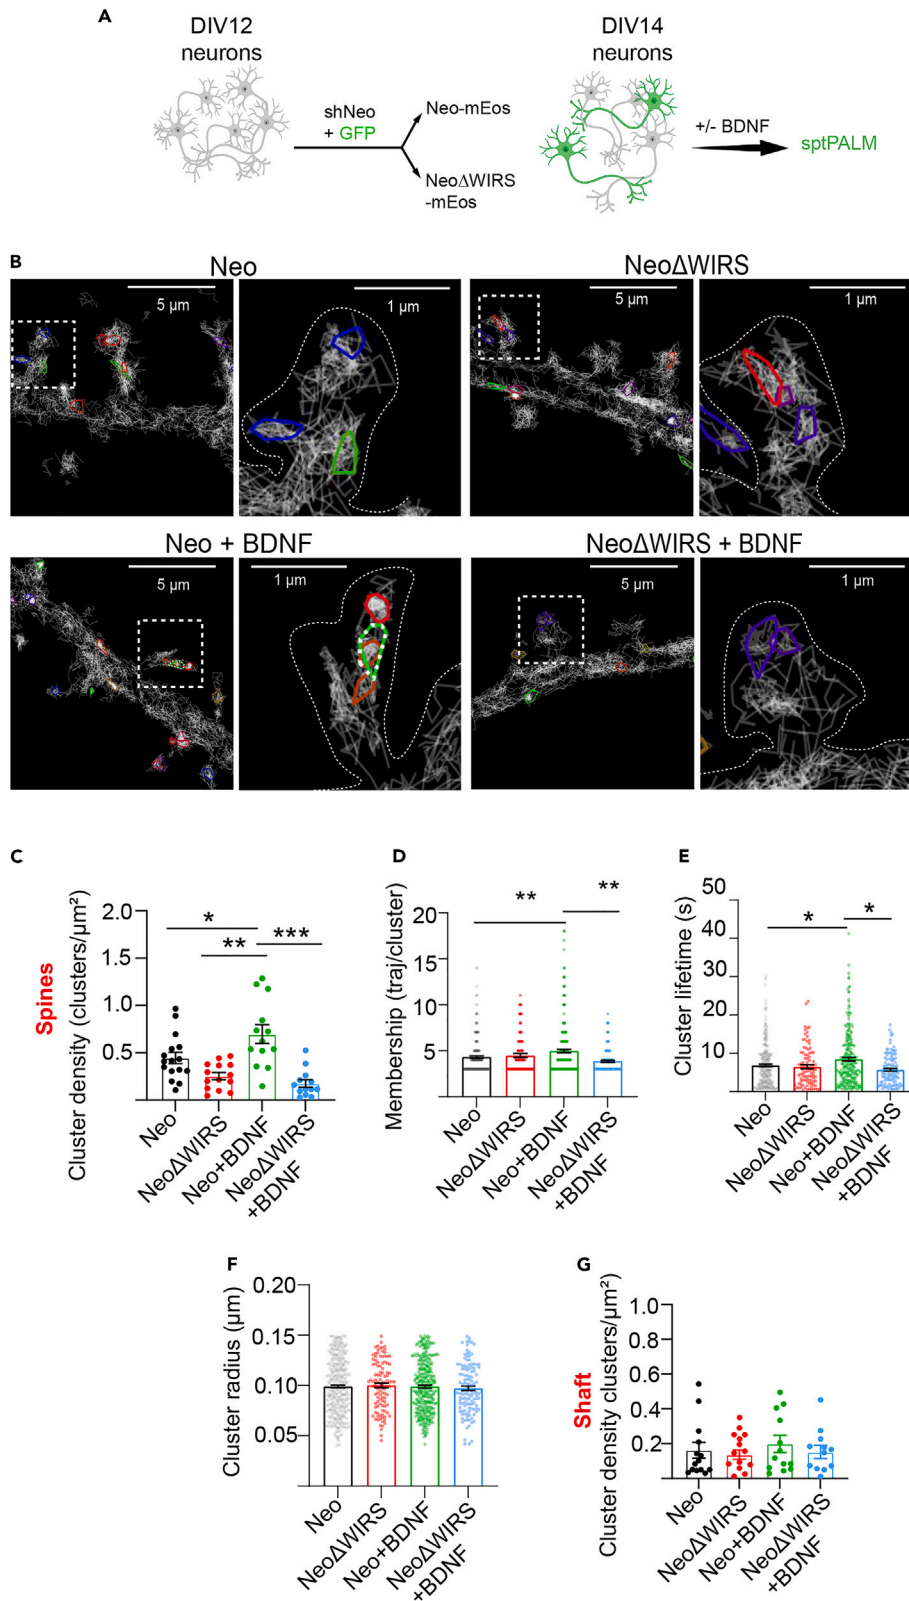 A
DIV12
neurons
shNeo
+ GFP
Neo-mEos
NeoΔWIRS
-mEos
DIV14
neurons
+/- BDNF
sptPALM
B
Neo
NeoΔWIRS
5 μm
1 μm
5 μm
1 μm
Neo + BDNF
NeoΔWIRS + BDNF
5 μm
1 μm
5 μm
1 μm
C
Spines
Cluster density (clusters/μm²)
2.0
1.5
1.0
0.5
*
**
***
Neo
NeoΔWIRS
Neo+BDNF
NeoΔWIRS
+BDNF
D
Membership (traj/cluster)
20
15
10
5
**
**
Neo
NeoΔWIRS
Neo+BDNF
NeoΔWIRS
+BDNF
E
Cluster lifetime (s)
50
40
30
20
10
*
*
Neo
NeoΔWIRS
Neo+BDNF
NeoΔWIRS
+BDNF
F
Cluster radius (μm)
0.20
0.15
0.10
0.05
Neo
NeoΔWIRS
Neo+BDNF
NeoΔWIRS
+BDNF
G
Shaft
Cluster density clusters/μm²)
1.0
0.8
0.6
0.4
0.2
Neo
NeoΔWIRS
Neo+BDNF
NeoΔWIRS
+BDNF